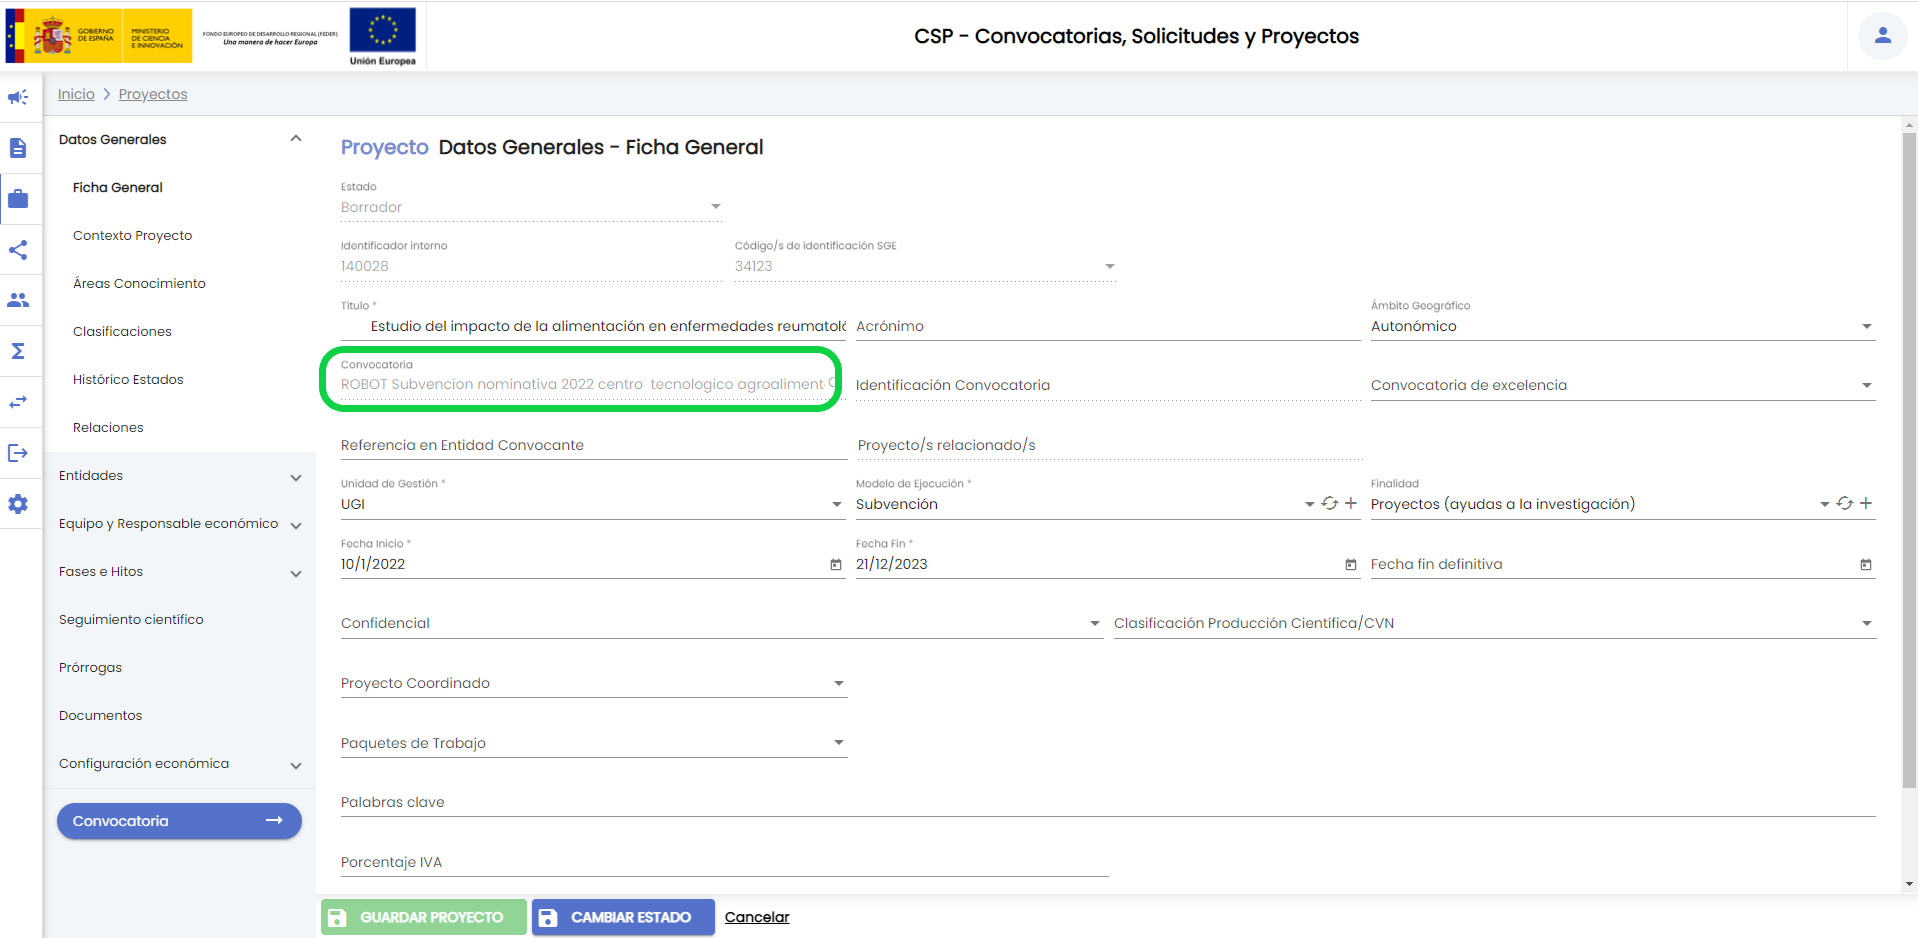 GOBIERNO
DE ESPAÑA
MINISTERIO
DE CIENCIA
E INNOVACIÓN
FONDO EUROPEO DE DESARROLLO REGIONAL (FEDER)
Una manera de hacer Europa
Unión Europea
CSP - Convocatorias, Solicitudes y Proyectos
Inicio
Proyectos
Datos Generales
Ficha General
Contexto Proyecto
Áreas Conocimiento
Clasificaciones
Histórico Estados
Relaciones
Entidades
Equipo y Responsable económico
Fases e Hitos
Seguimiento científico
Prórrogas
Documentos
Configuración económica
Convocatoria
Proyecto Datos Generales - Ficha General
Estado
Borrador
Identificador interno
140028
Código/s de identificación SGE
34123
Título *
Estudio del impacto de la alimentación en enfermedades reumatoló
Acrónimo
Ámbito Geográfico
Autonómico
Convocatoria
ROBOT Subvencion nominativa 2022 centro tecnologico agroaliment
Identificación Convocatoria
Convocatoria de excelencia
Referencia en Entidad Convocante
Proyecto/s relacionado/s
Unidad de Gestión *
UGI
Modelo de Ejecución *
Subvención
Finalidad
Proyectos (ayudas a la investigación)
Fecha Inicio *
10/1/2022
Fecha Fin *
21/12/2023
Fecha fin definitiva
Confidencial
Clasificación Producción Científica/CVN
Proyecto Coordinado
Paquetes de Trabajo
Palabras clave
Porcentaje IVA
GUARDAR PROYECTO
CAMBIAR ESTADO
Cancelar